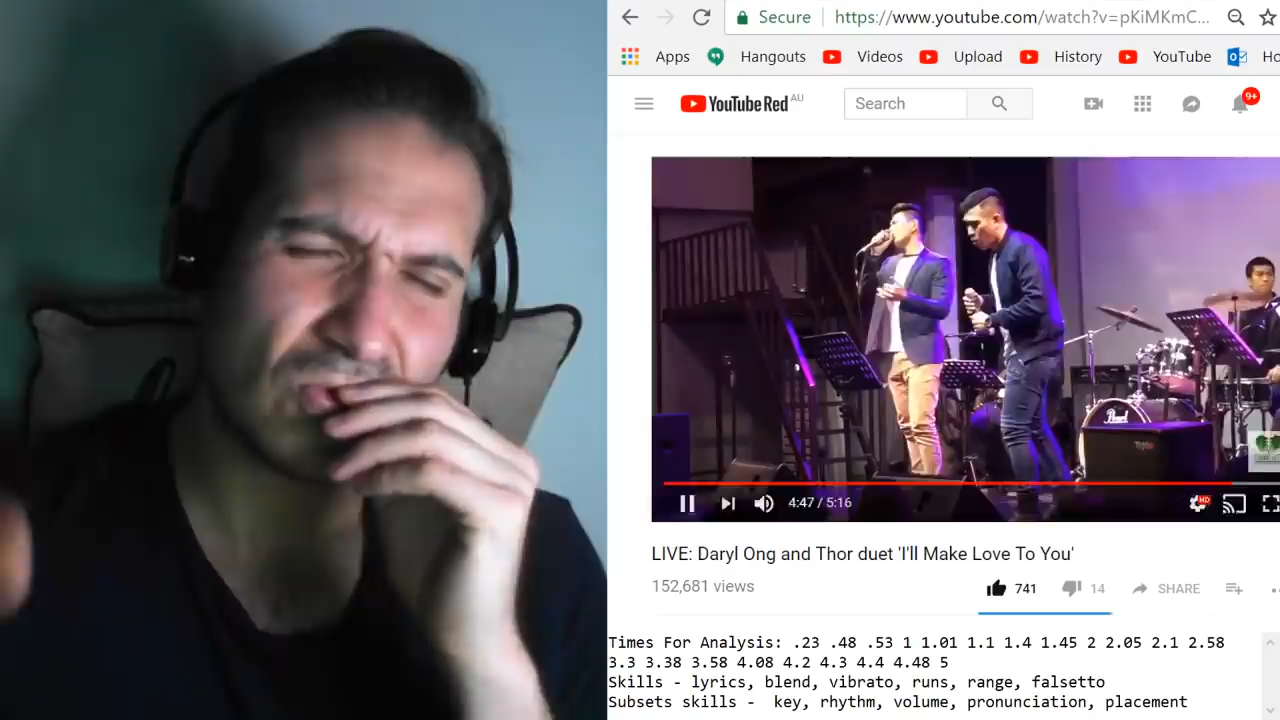 Secure https://www.youtube.com/watch?v=pKiMKmC...
Apps Hangouts Videos Upload History YouTube Ho
YouTube Red AU Search 9+
Pearl
4:47 / 5:16 HD
LIVE: Daryl Ong and Thor duet 'I'll Make Love To You'
152,681 views 741 14 SHARE
Times For Analysis: .23 .48 .53 1 1.01 1.1 1.4 1.45 2 2.05 2.1 2.58
3.3 3.38 3.58 4.08 4.2 4.3 4.4 4.48 5
Skills - lyrics, blend, vibrato, runs, range, falsetto
Subsets skills - key, rhythm, volume, pronunciation, placement